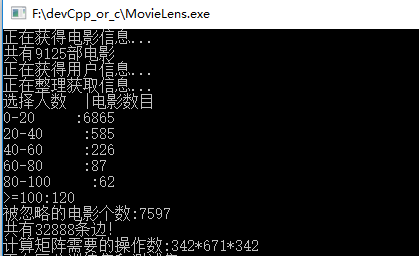 F:\devCpp_or_c\MovieLens.exe
正在获得电影信息...
共有9125部电影
正在获得用户信息...
正在整理获取信息...
选择人数  |电影数目
0-20     :6865
20-40     :585
40-60     :226
60-80     :87
80-100     :62
>=100:120
被忽略的电影个数:7597
共有32888条边!
计算矩阵需要的操作数:342*671*342